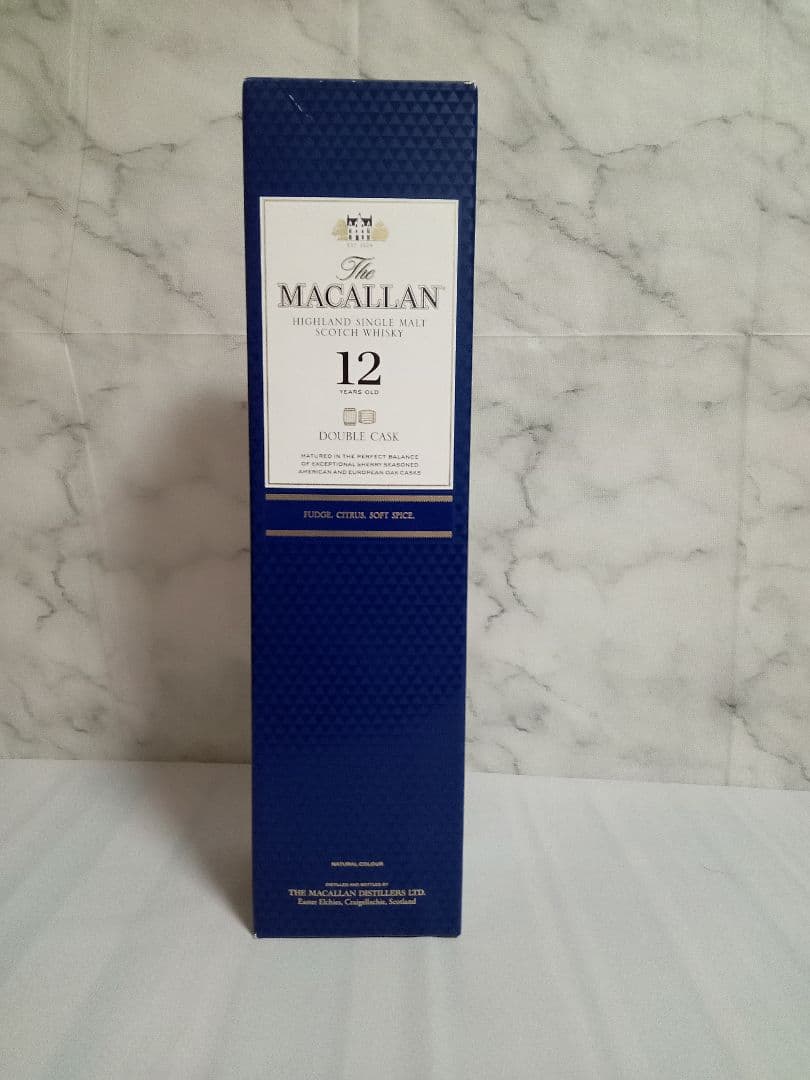 EST. 1824
The
MACALLAN
HIGHLAND SINGLE MALT
SCOTCH WHISKY
12
YEARS OLD
DOUBLE CASK
MATURED IN THE PERFECT BALANCE
OF EXCEPTIONAL SHERRY SEASONED
AMERICAN AND EUROPEAN OAK CASKS
FUDGE. CITRUS. SOFT SPICE.
NATURAL COLOUR
DISTILLED AND BOTTLED BY
THE MACALLAN DISTILLERS LTD.
Easter Elchies, Craigellachie, Scotland